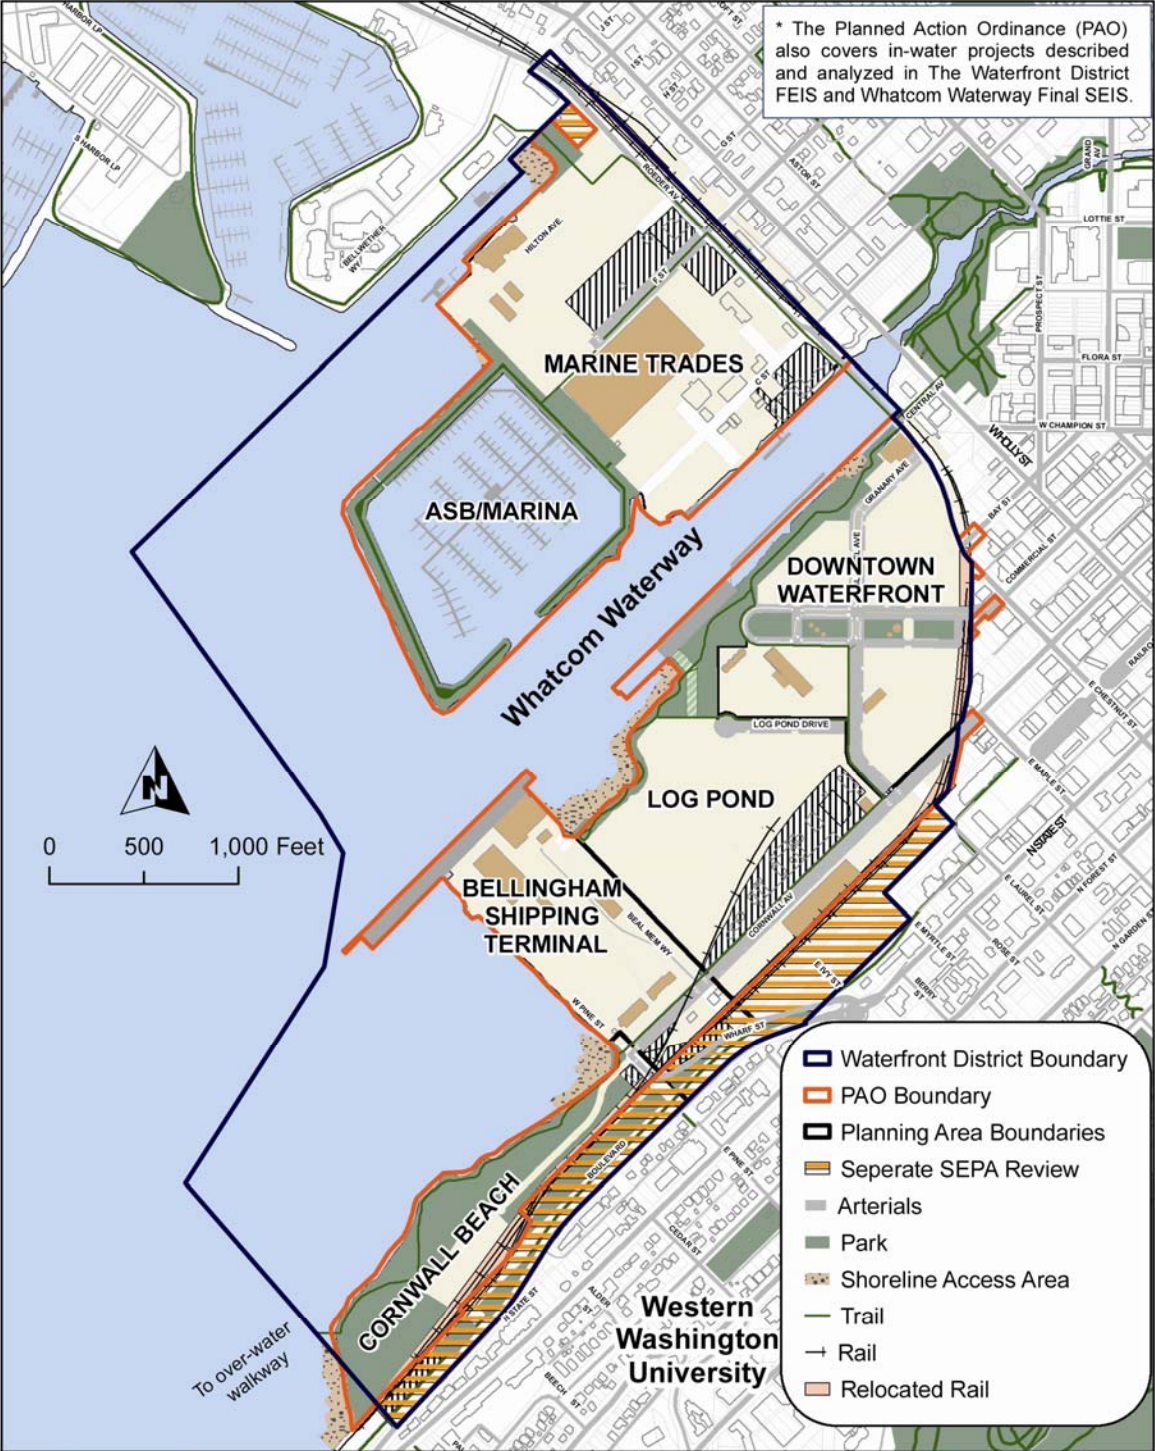 * The Planned Action Ordinance (PAO)
also covers in-water projects described
and analyzed in The Waterfront District
FEIS and Whatcom Waterway Final SEIS.
HARBOR LP
S HARBOR LP
BELLWETHER
WY
J ST
I ST
H ST
G ST
ASTOR ST
ROEDER AV
HILTON AVE.
F ST
C ST
GRAND
AV
LOTTIE ST
PROSPECT ST
FLORA ST
CENTRAL AV
W CHAMPION ST
W HOLLY ST
BAY ST
COMMERCIAL ST
MARINE TRADES
ASB/MARINA
Whatcom Waterway
GRANARY AVE
DOWNTOWN
WATERFRONT
RAILRO
E CHESTNUT ST
E MAPLE ST
N STATE ST
LOG POND DRIVE
LOG POND
N
0 500 1,000 Feet
E LAUREL ST
N FOREST ST
N GARDEN ST
E MYRTLE ST
ROSE ST
BERRY
ST
BELLINGHAM
SHIPPING
TERMINAL
BEAL MEM WY
CORNWALL AV
E IVY ST
W PINE ST
WHARF ST
BOULEVARD
E PINE ST
CEDAR ST
CORNWALL BEACH
N STATE ST
ALDER
ST
BEECH
ST
To over-water
walkway
Western
Washington
University
Waterfront District Boundary
PAO Boundary
Planning Area Boundaries
Seperate SEPA Review
Arterials
Park
Shoreline Access Area
Trail
Rail
Relocated Rail